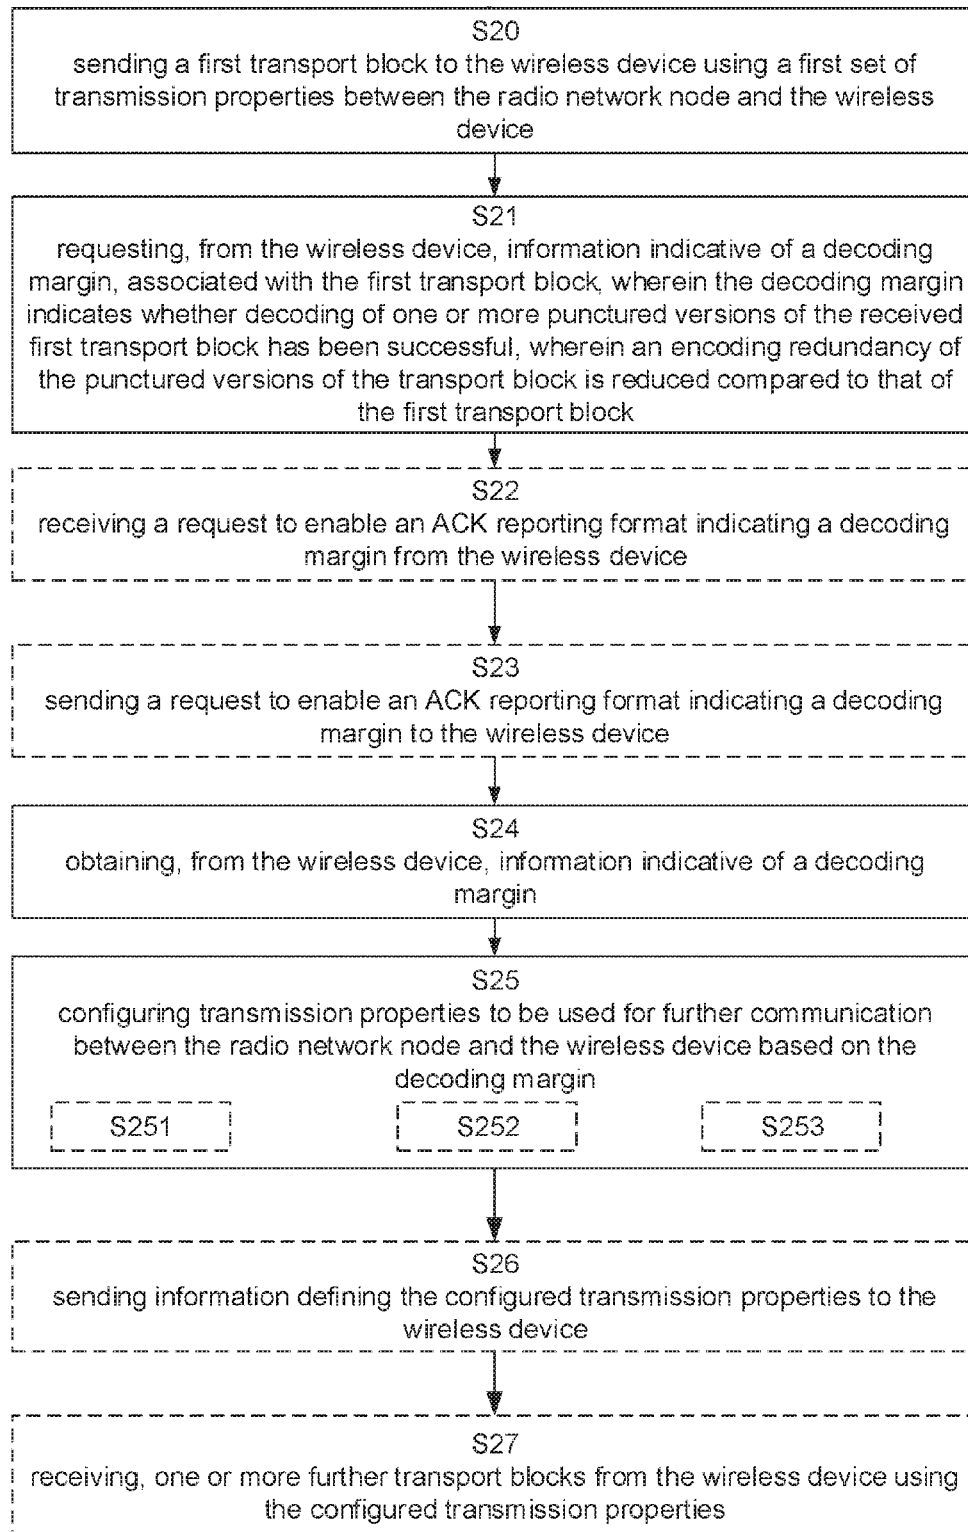 S20
sending a first transport block to the wireless device using a first set of
transmission properties between the radio network node and the wireless
device
S21
requesting, from the wireless device, information indicative of a decoding
margin, associated with the first transport block, wherein the decoding margin
indicates whether decoding of one or more punctured versions of the received
first transport block has been successful, wherein an encoding redundancy of
the punctured versions of the transport block is reduced compared to that of
the first transport block
S22
receiving a request to enable an ACK reporting format indicating a decoding
margin from the wireless device
S23
sending a request to enable an ACK reporting format indicating a decoding
margin to the wireless device
S24
obtaining, from the wireless device, information indicative of a decoding
margin
S25
configuring transmission properties to be used for further communication
between the radio network node and the wireless device based on the
decoding margin
S251 S252 S253
S26
sending information defining the configured transmission properties to the
wireless device
S27
receiving, one or more further transport blocks from the wireless device using
the configured transmission properties